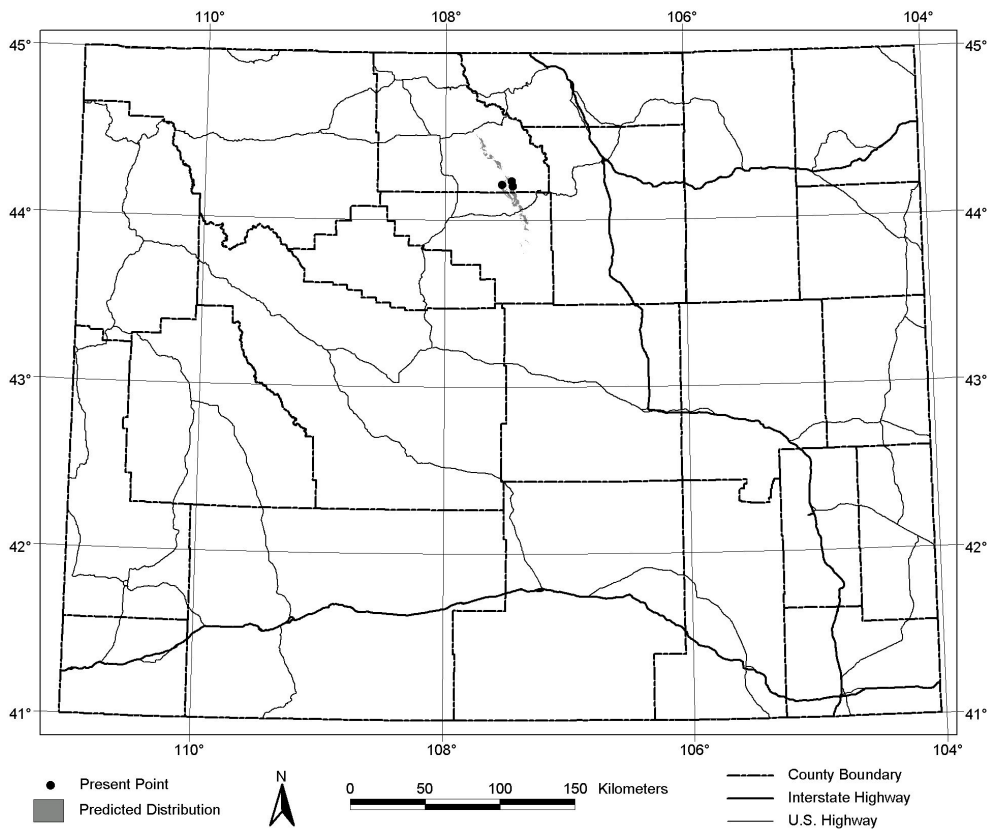 110° 108° 106° 104°
45° 45°
44° 44°
43° 43°
42° 42°
41° 41°
110° 108° 106° 104°
Present Point
Predicted Distribution
N
0 50 100 150 Kilometers
County Boundary
Interstate Highway
U.S. Highway